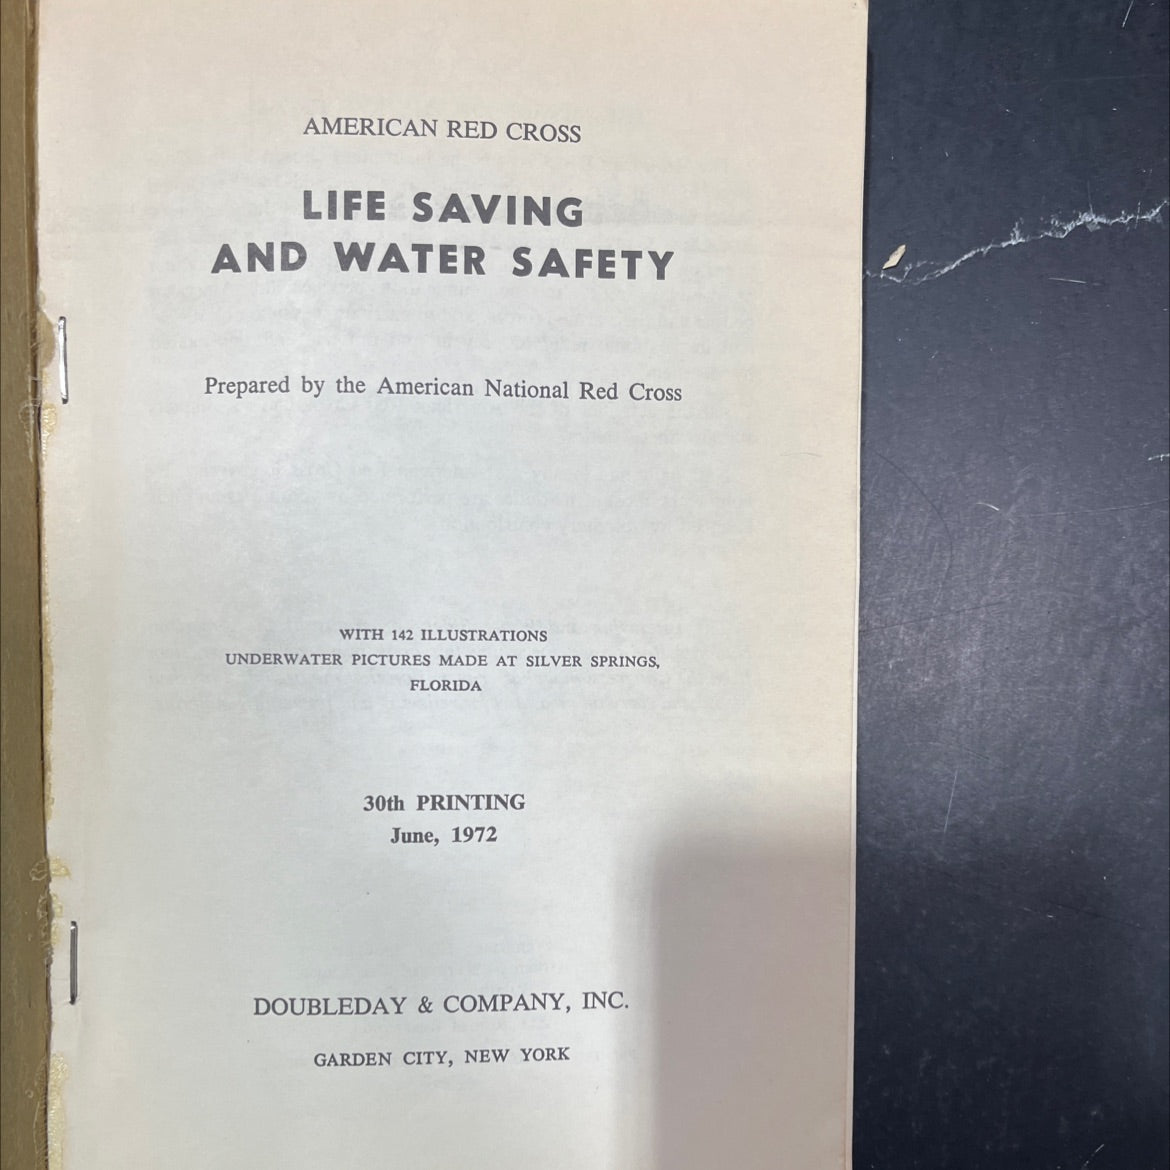 AMERICAN RED CROSS
LIFE SAVING
AND WATER SAFETY
Prepared by the American National Red Cross
WITH 142 ILLUSTRATIONS
UNDERWATER PICTURES MADE AT SILVER SPRINGS,
FLORIDA
30th PRINTING
June, 1972
DOUBLEDAY & COMPANY, INC.
GARDEN CITY, NEW YORK